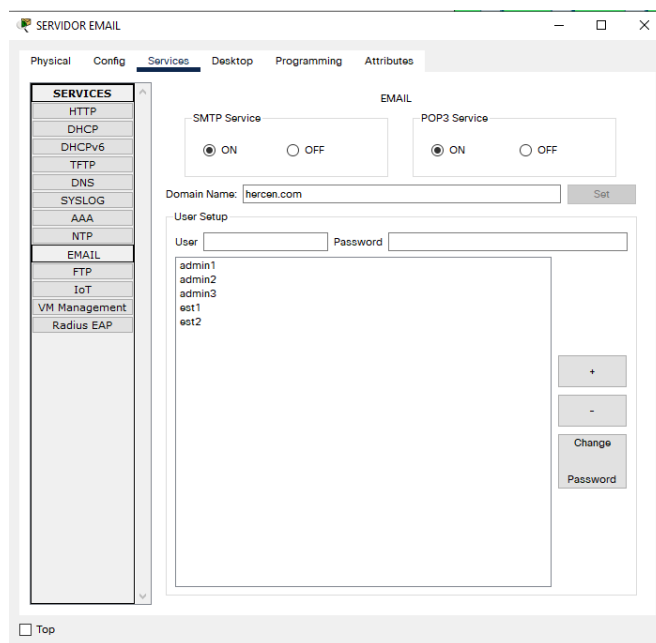 SERVIDOR EMAIL
Physical Config Services Desktop Programming Attributes
SERVICES
HTTP
DHCP
DHCPv6
TFTP
DNS
SYSLOG
AAA
NTP
EMAIL
FTP
IoT
VM Management
Radius EAP
EMAIL
SMTP Service
ON OFF
POP3 Service
ON OFF
Domain Name: hercen.com Set
User Setup
User Password
admin1
admin2
admin3
est1
est2
+
-
Change
Password
Top